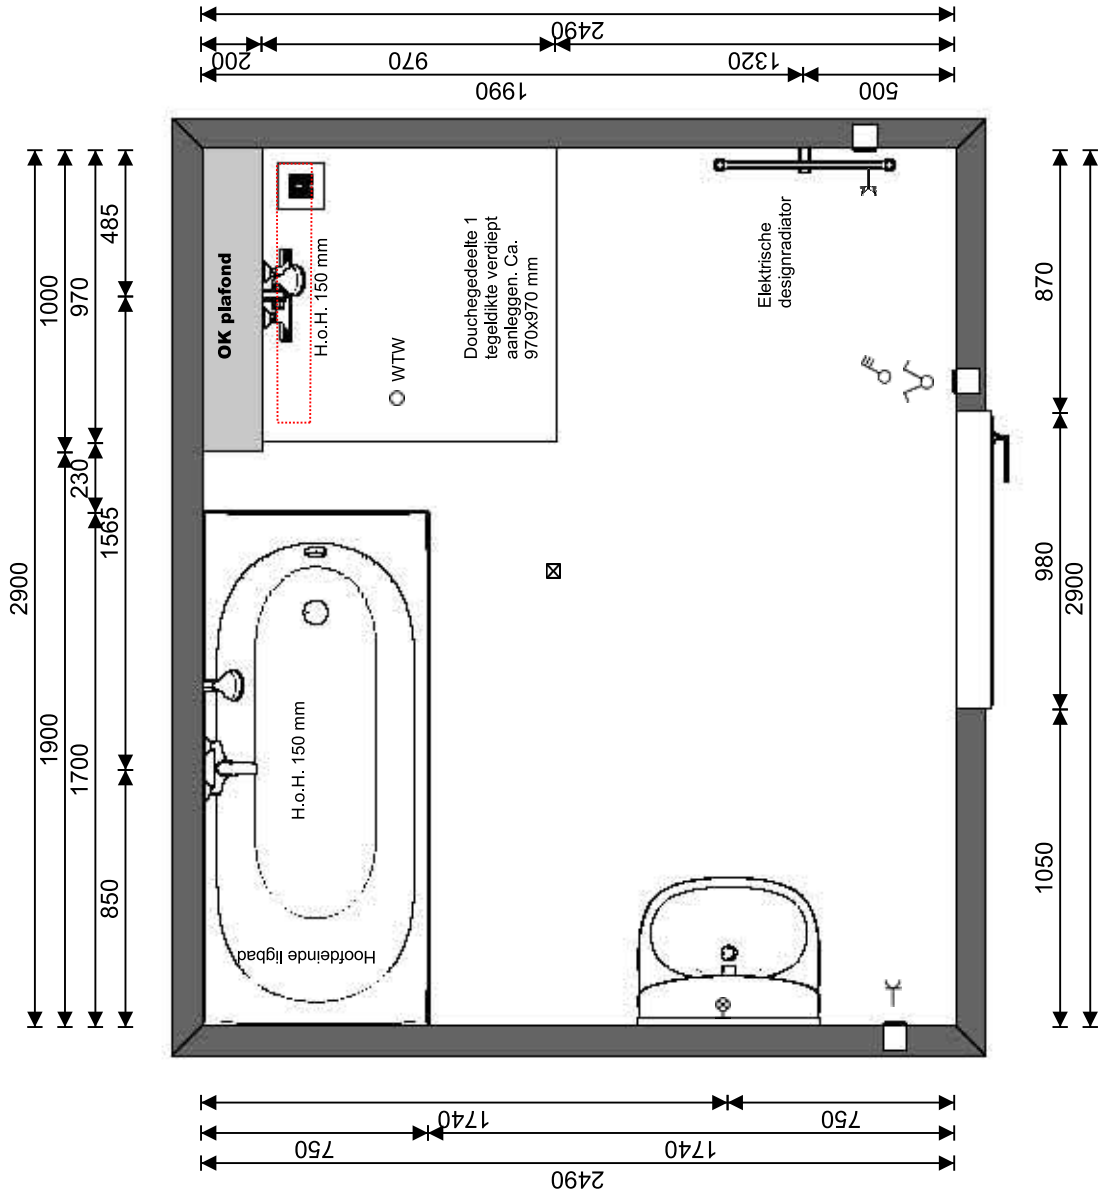 2490
200
970
1320
1990
500
2900
1000
970
485
230
1565
1900
1700
850
OK plafond
H.o.H. 150 mm
WTW
Douchegedeelte 1
tegeldikte verdiept
aanleggen. Ca.
970x970 mm
Elektrische
designradiator
H.o.H. 150 mm
Hoofdeinde ligbad
870
980
2900
1050
1740
750
750
1740
2490